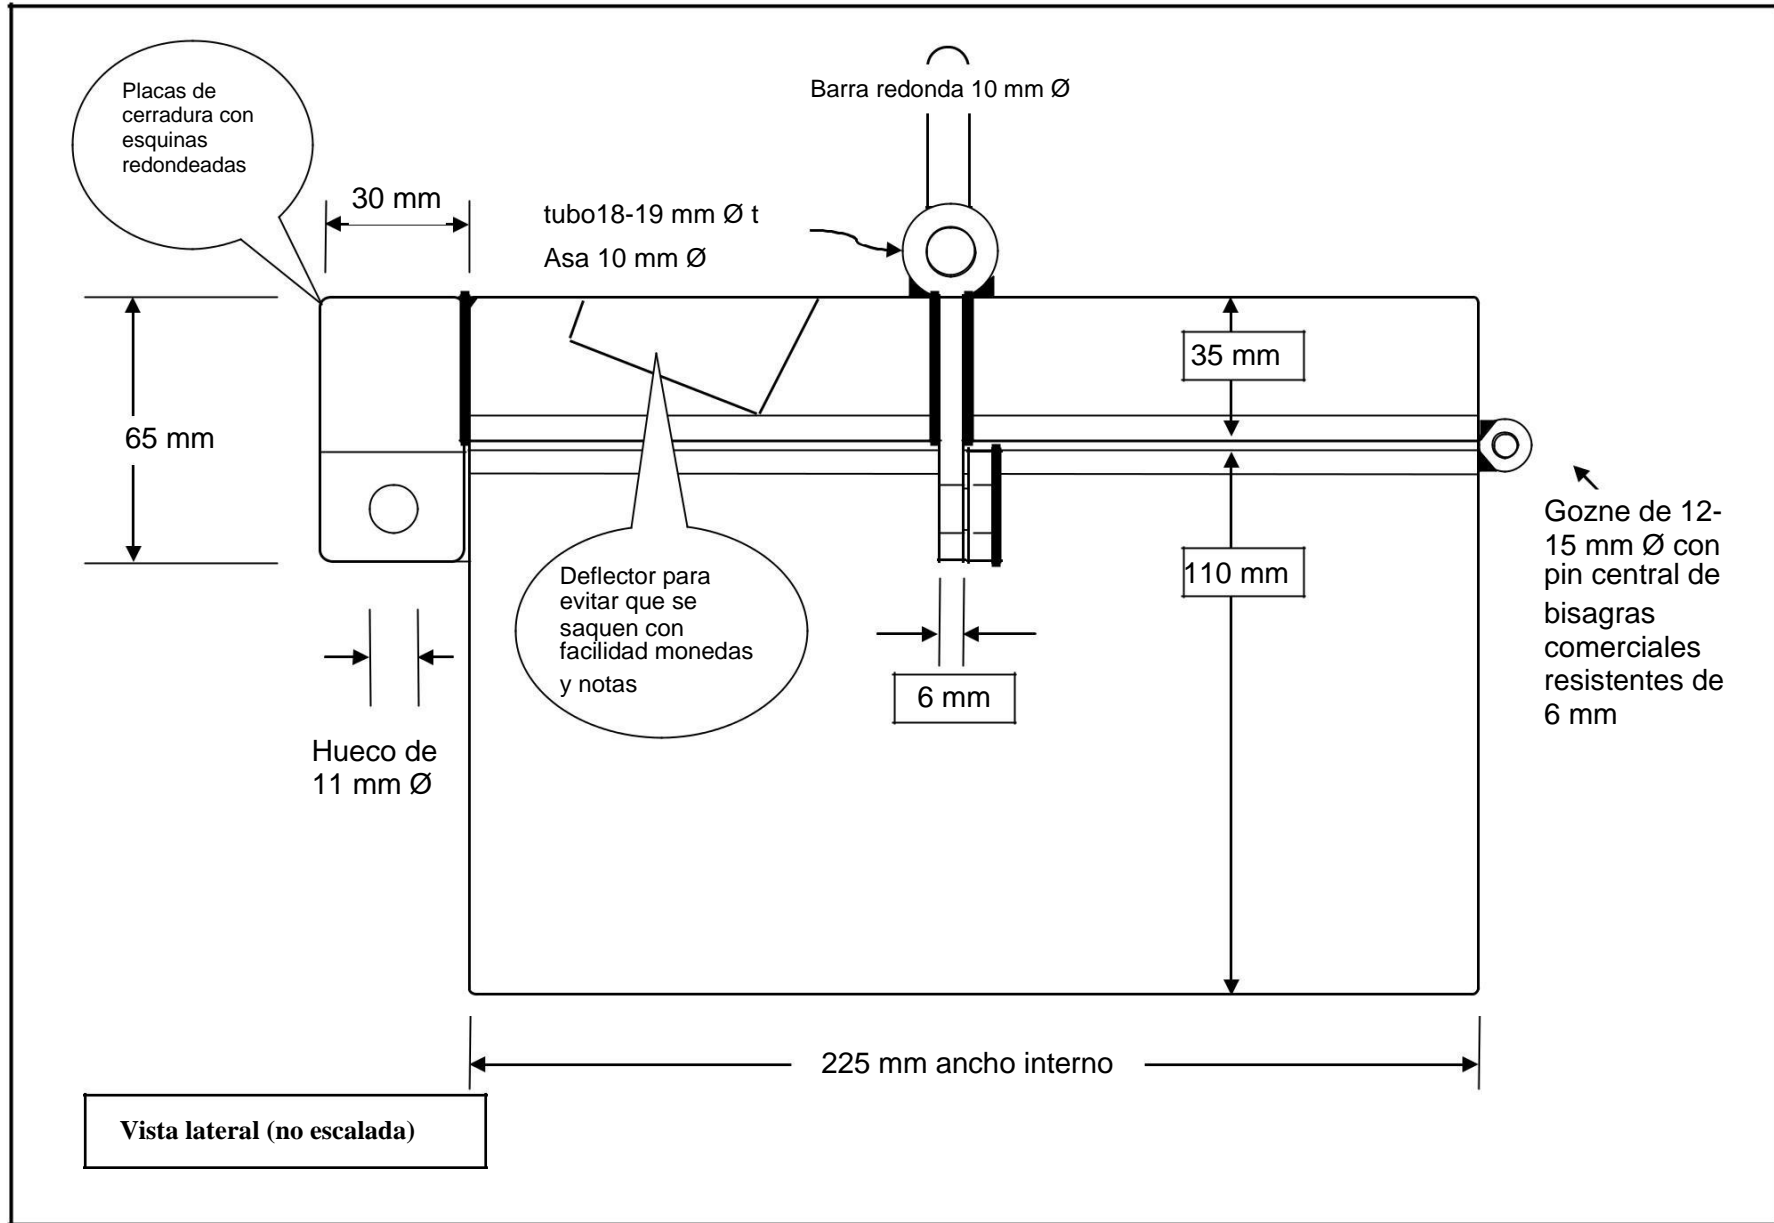 Barra redonda 10 mm Ø
Placas de
cerradura con
esquinas
redondeadas
30 mm
tubo18-19 mm Ø t
Asa 10 mm Ø
35 mm
65 mm
Gozne de 12-
15 mm Ø con
pin central de
bisagras
comerciales
resistentes de
6 mm
110 mm
Deflector para
evitar que se
saquen con
facilidad monedas
y notas
6 mm
Hueco de
11 mm Ø
225 mm ancho interno
Vista lateral (no escalada)